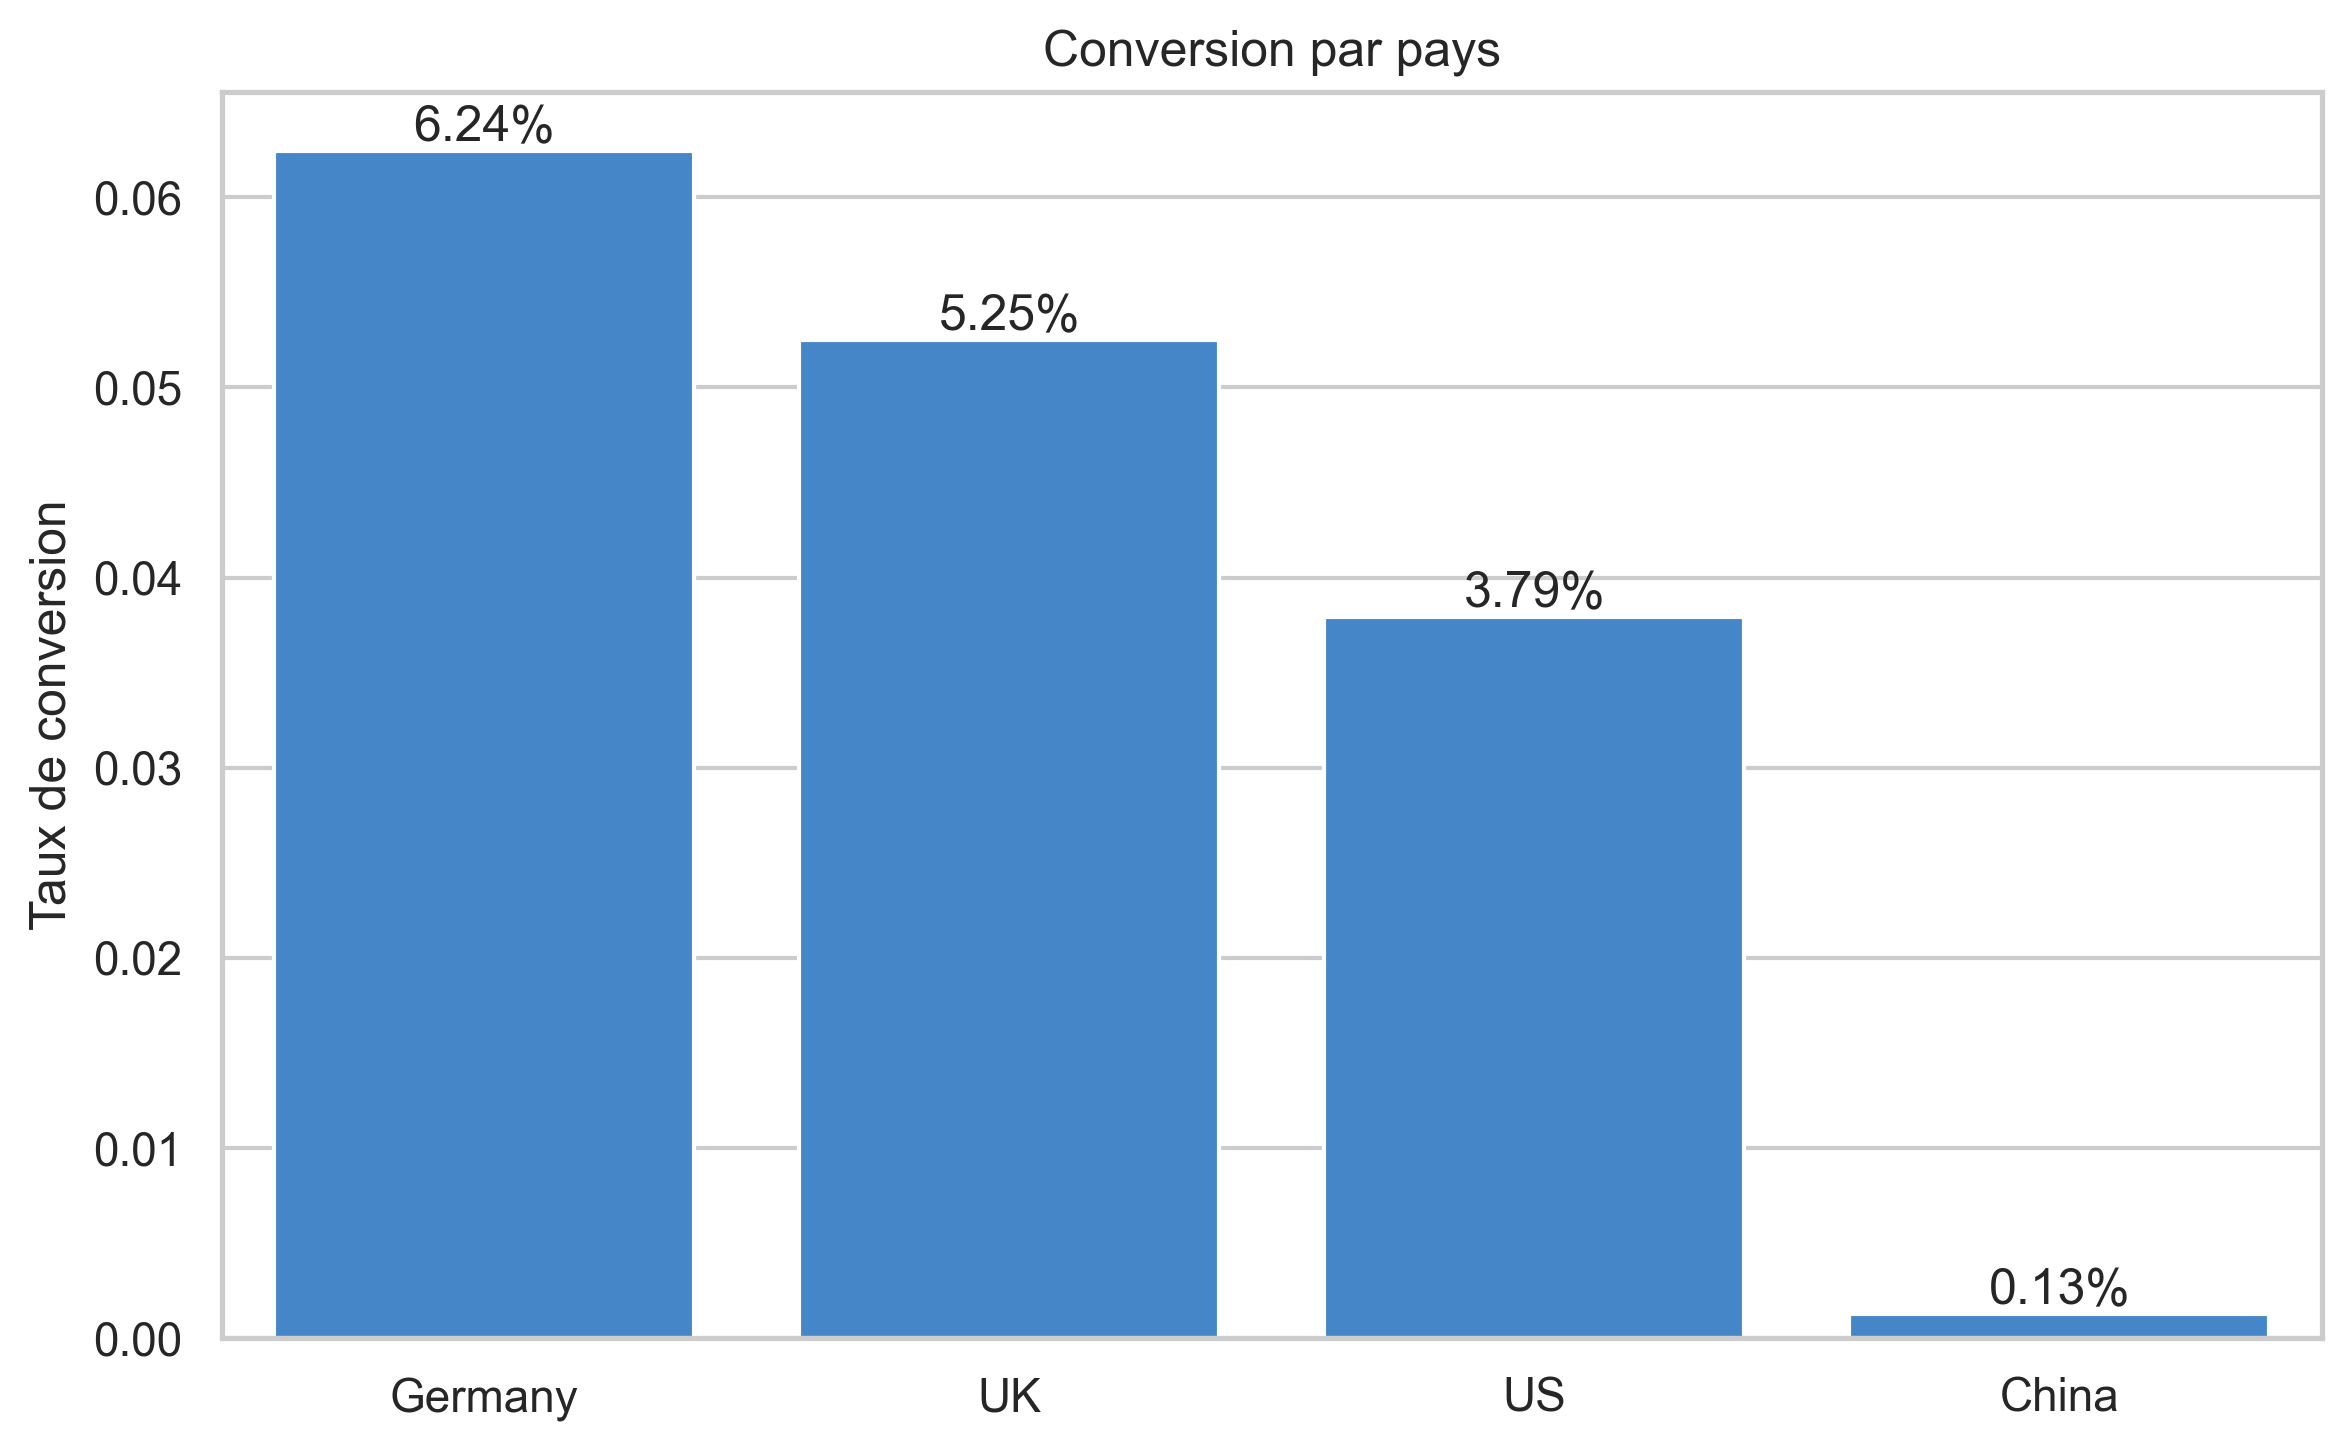 Conversion par pays
Taux de conversion
0.06
0.05
0.04
0.03
0.02
0.01
0.00
6.24%
5.25%
3.79%
0.13%
Germany
UK
US
China